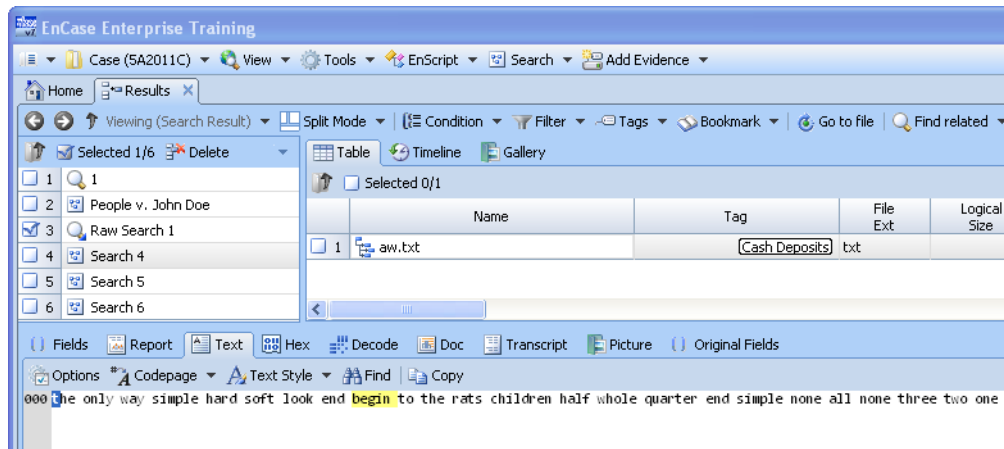 EnCase Enterprise Training
Case (5A2011C) View Tools EnScript Search Add Evidence
Home Results
Viewing (Search Result) Split Mode Condition Filter Tags Bookmark Go to file Find related
Selected 1/6 Delete Table Timeline Gallery
1 1
Selected 0/1
2 People v. John Doe
Name Tag File Ext Logical Size
3 Raw Search 1
1 aw.txt Cash Deposits txt
4 Search 4
5 Search 5
6 Search 6
Fields Report Text Hex Decode Doc Transcript Picture Original Fields
Options Codepage Text Style Find Copy
000 the only way simple hard soft look end begin to the rats children half whole quarter end simple none all none three two one